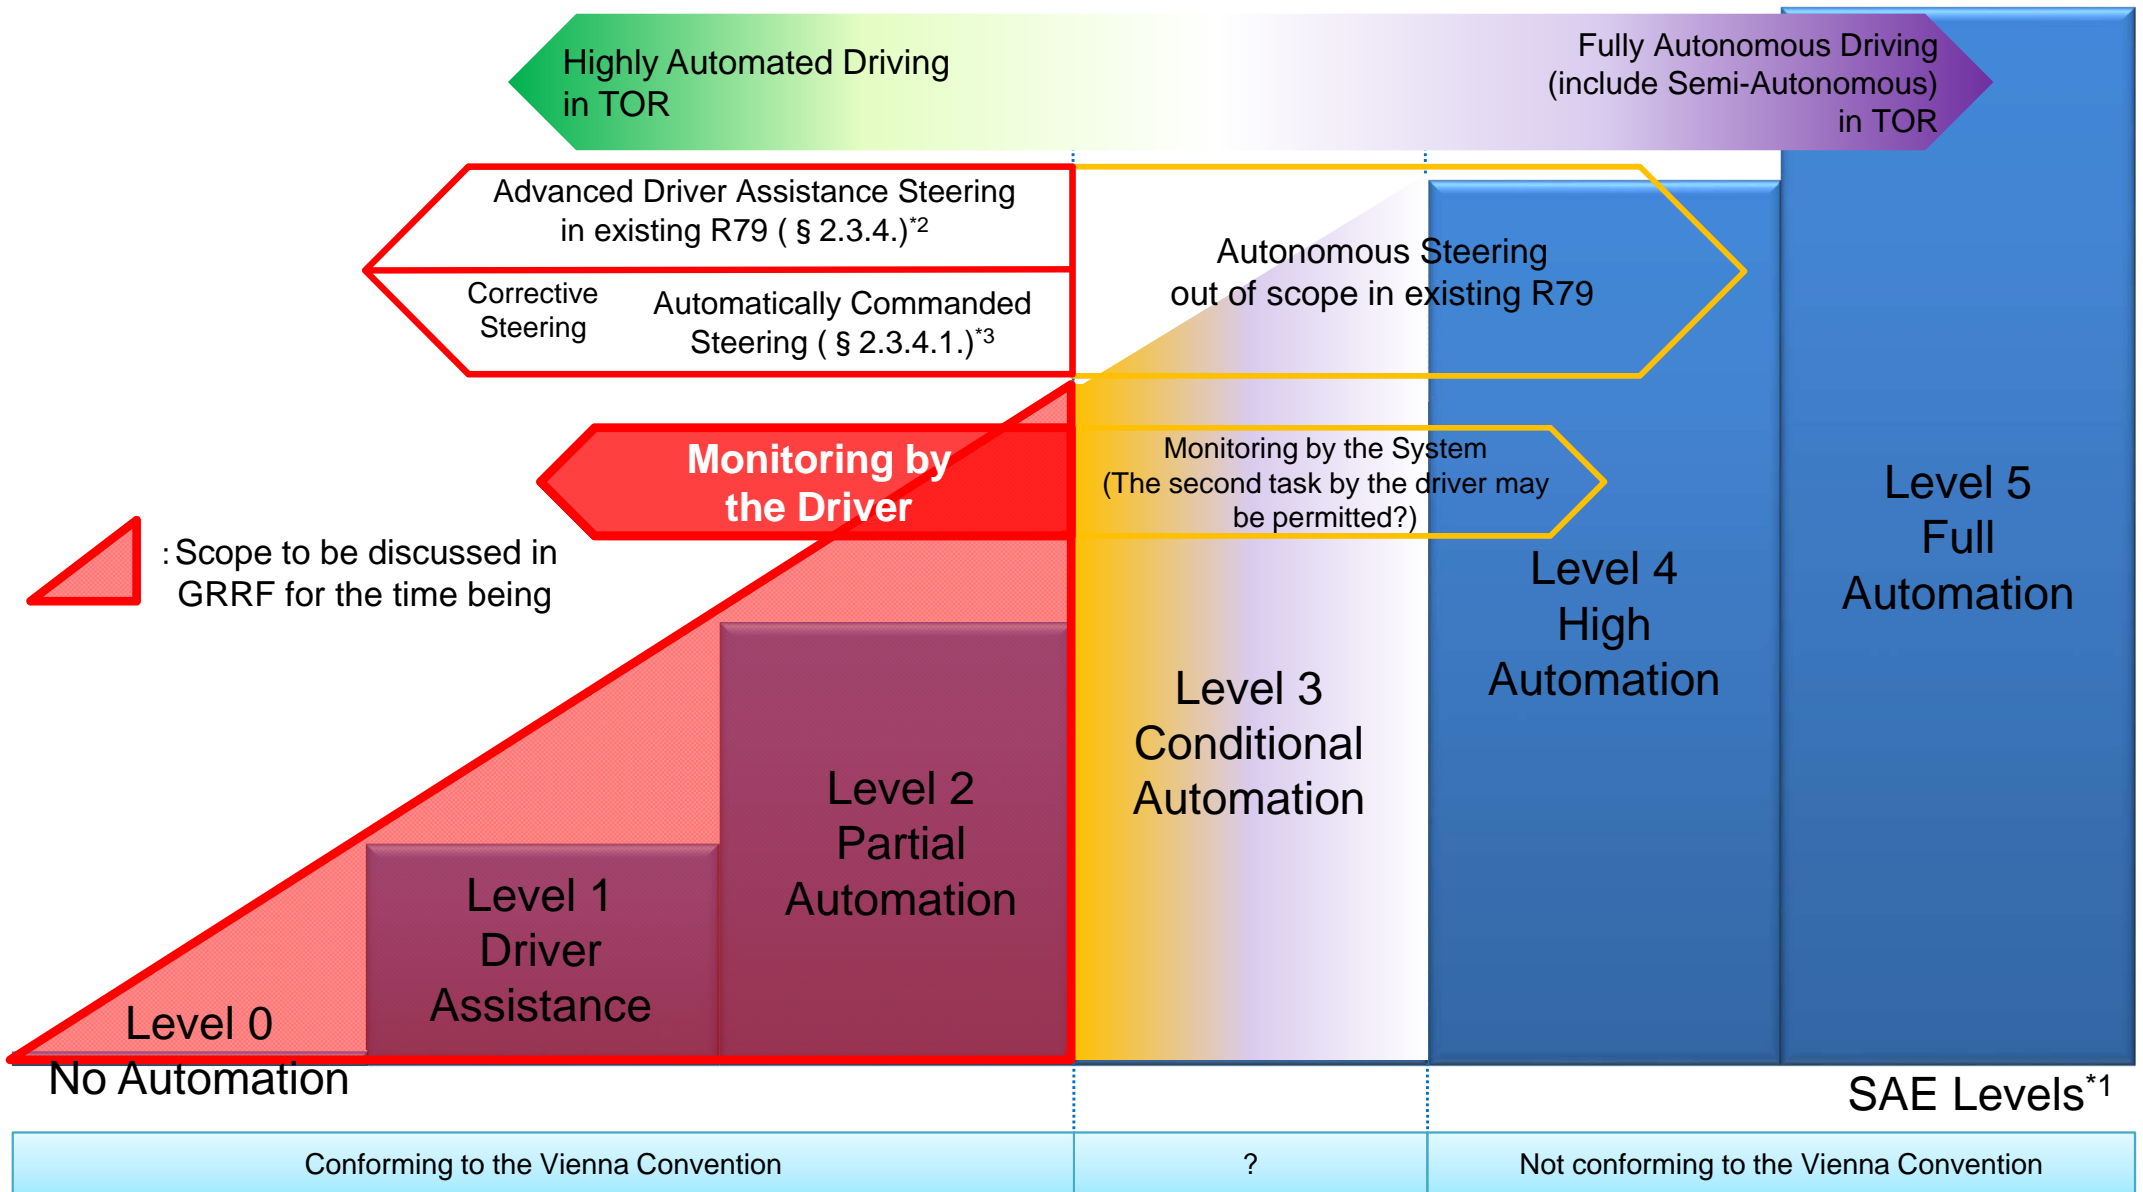 Highly Automated Driving
in TOR
Fully Autonomous Driving
(include Semi-Autonomous)
in TOR
Advanced Driver Assistance Steering
in existing R79 ( § 2.3.4.)*2
Corrective
Steering
Automatically Commanded
Steering ( § 2.3.4.1.)*3
Autonomous Steering
out of scope in existing R79
Monitoring by
the Driver
Monitoring by the System
(The second task by the driver may
be permitted?)
: Scope to be discussed in
GRRF for the time being
Level 0
No Automation
Level 1
Driver
Assistance
Level 2
Partial
Automation
Level 3
Conditional
Automation
Level 4
High
Automation
Level 5
Full
Automation
SAE Levels*1
Conforming to the Vienna Convention
?
Not conforming to the Vienna Convention